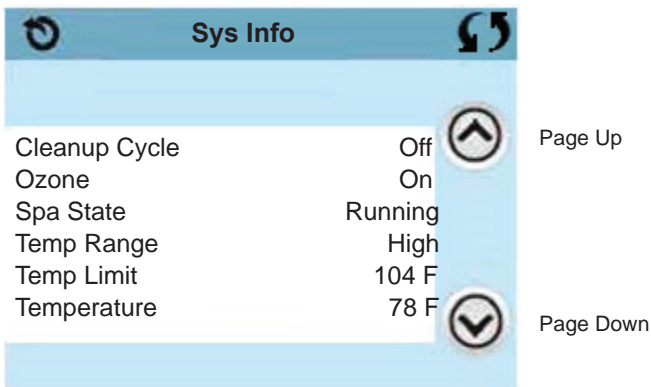 Sys Info
Page Up
Cleanup Cycle Off
Ozone On
Spa State Running
Temp Range High
Temp Limit 104 F
Temperature 78 F
Page Down